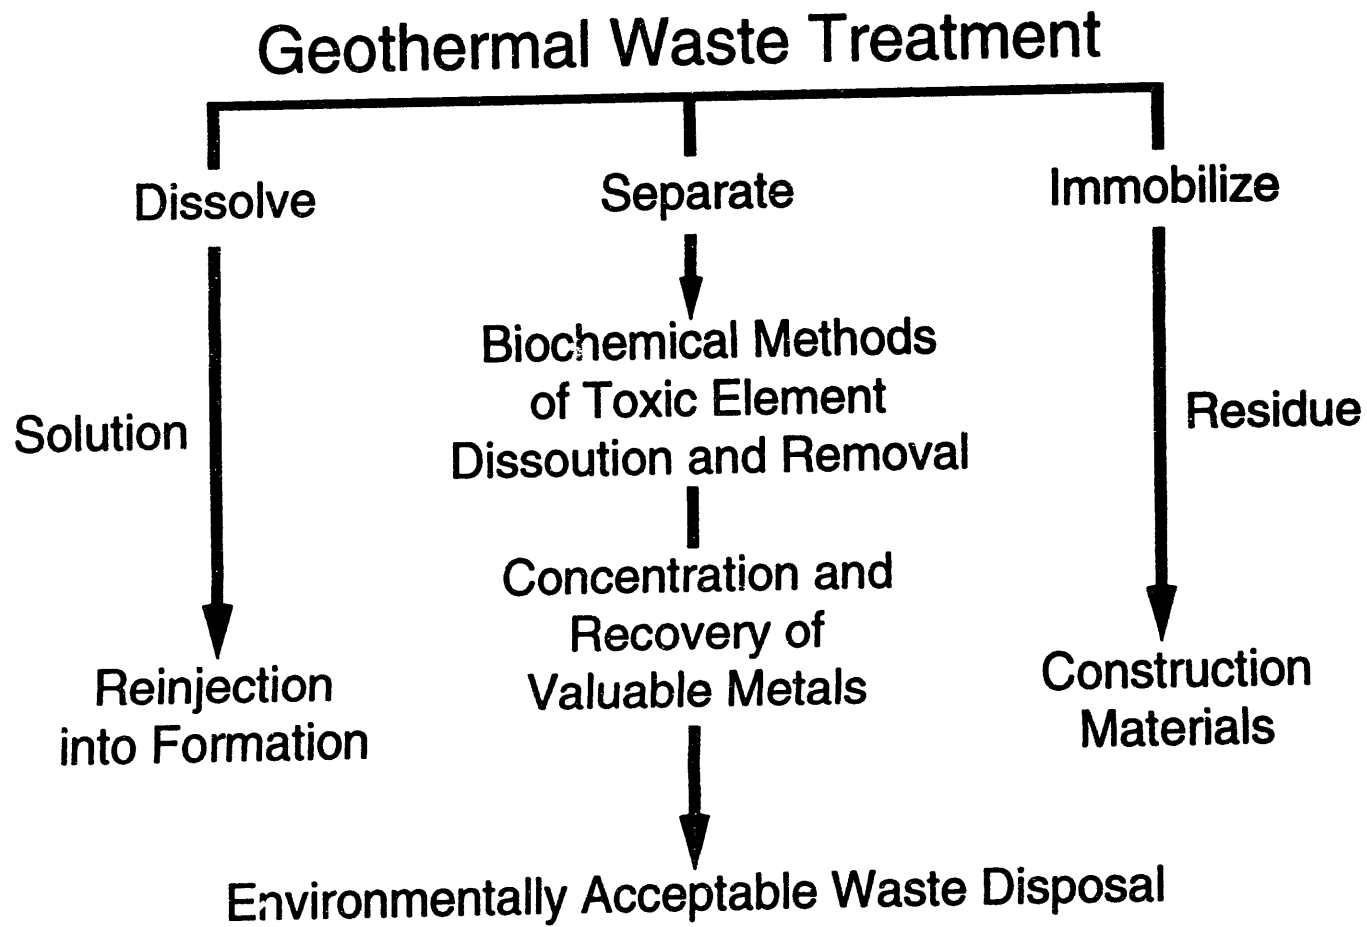 Geothermal Waste Treatment
Dissolve
Separate
Immobilize
Biochemical Methods
of Toxic Element
Dissoution and Removal
Solution
Residue
Concentration and
Recovery of
Valuable Metals
Reinjection
into Formation
Construction
Materials
Environmentally Acceptable Waste Disposal